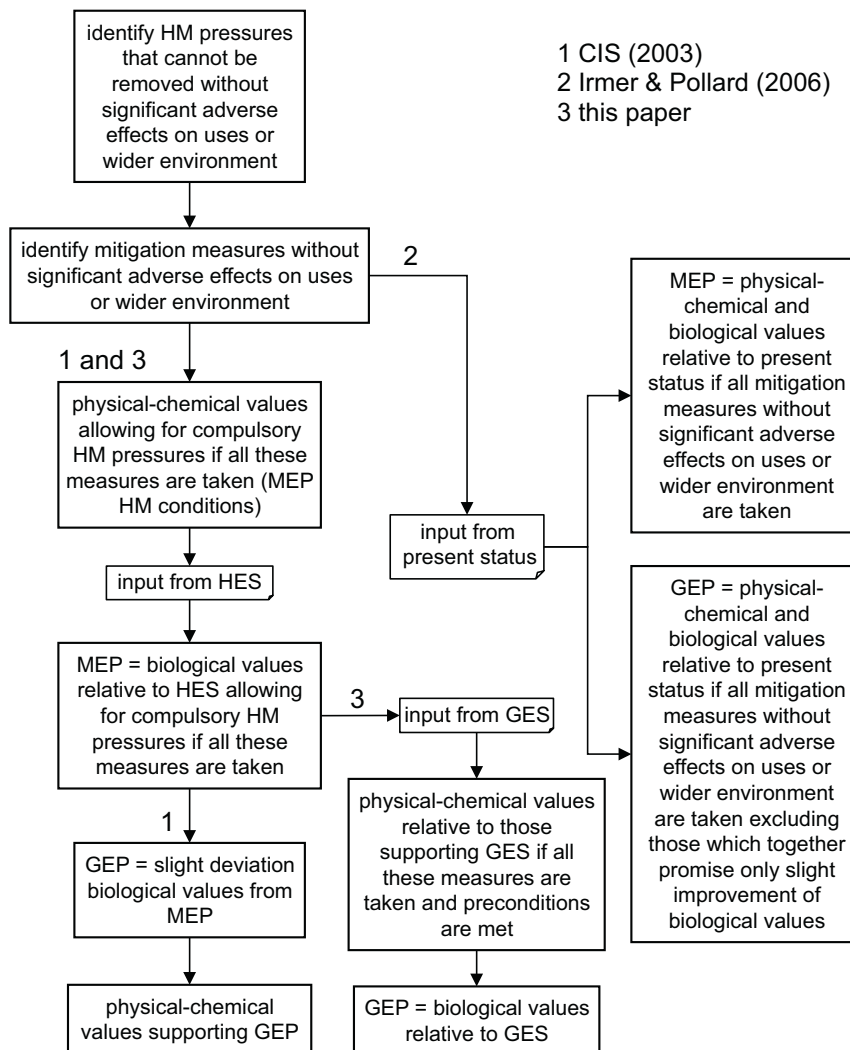 identify HM pressures
that cannot be
removed without
significant adverse
effects on uses or
wider environment
1 CIS (2003)
2 Irmer & Pollard (2006)
3 this paper
identify mitigation measures without
significant adverse effects on uses
or wider environment
2
1 and 3
physical-chemical values
allowing for compulsory
HM pressures if all these
measures are taken (MEP
HM conditions)
input from HES
MEP = biological values
relative to HES allowing
for compulsory HM
pressures if all these
measures are taken
1
GEP = slight deviation
biological values from
MEP
physical-chemical
values supporting GEP
3
input from GES
physical-chemical values
relative to those
supporting GES if all
these measures are
taken and preconditions
are met
GEP = biological values
relative to GES
input from
present status
MEP = physical-
chemical and
biological values
relative to present
status if all mitigation
measures without
significant adverse
effects on uses or
wider environment
are taken
GEP = physical-
chemical and
biological values
relative to present
status if all mitigation
measures without
significant adverse
effects on uses or
wider environment
are taken excluding
those which together
promise only slight
improvement of
biological values